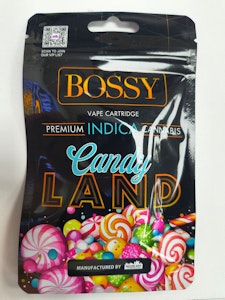 SCAN TO JOIN
OUR VIP LIST
BOSSY
VAPE CARTRIDGE
PREMIUM INDICA CANNABIS
Candy
LAND
MANUFACTURED BY